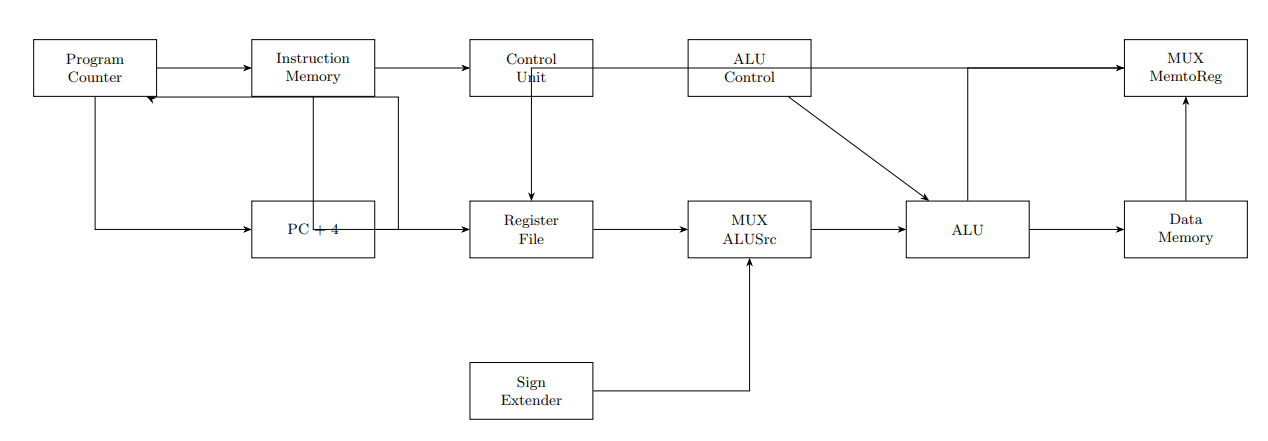 Program
Counter
Instruction
Memory
Control
Unit
ALU
Control
MUX
MemtoReg
PC + 4
Register
File
MUX
ALUSrc
ALU
Data
Memory
Sign
Extender